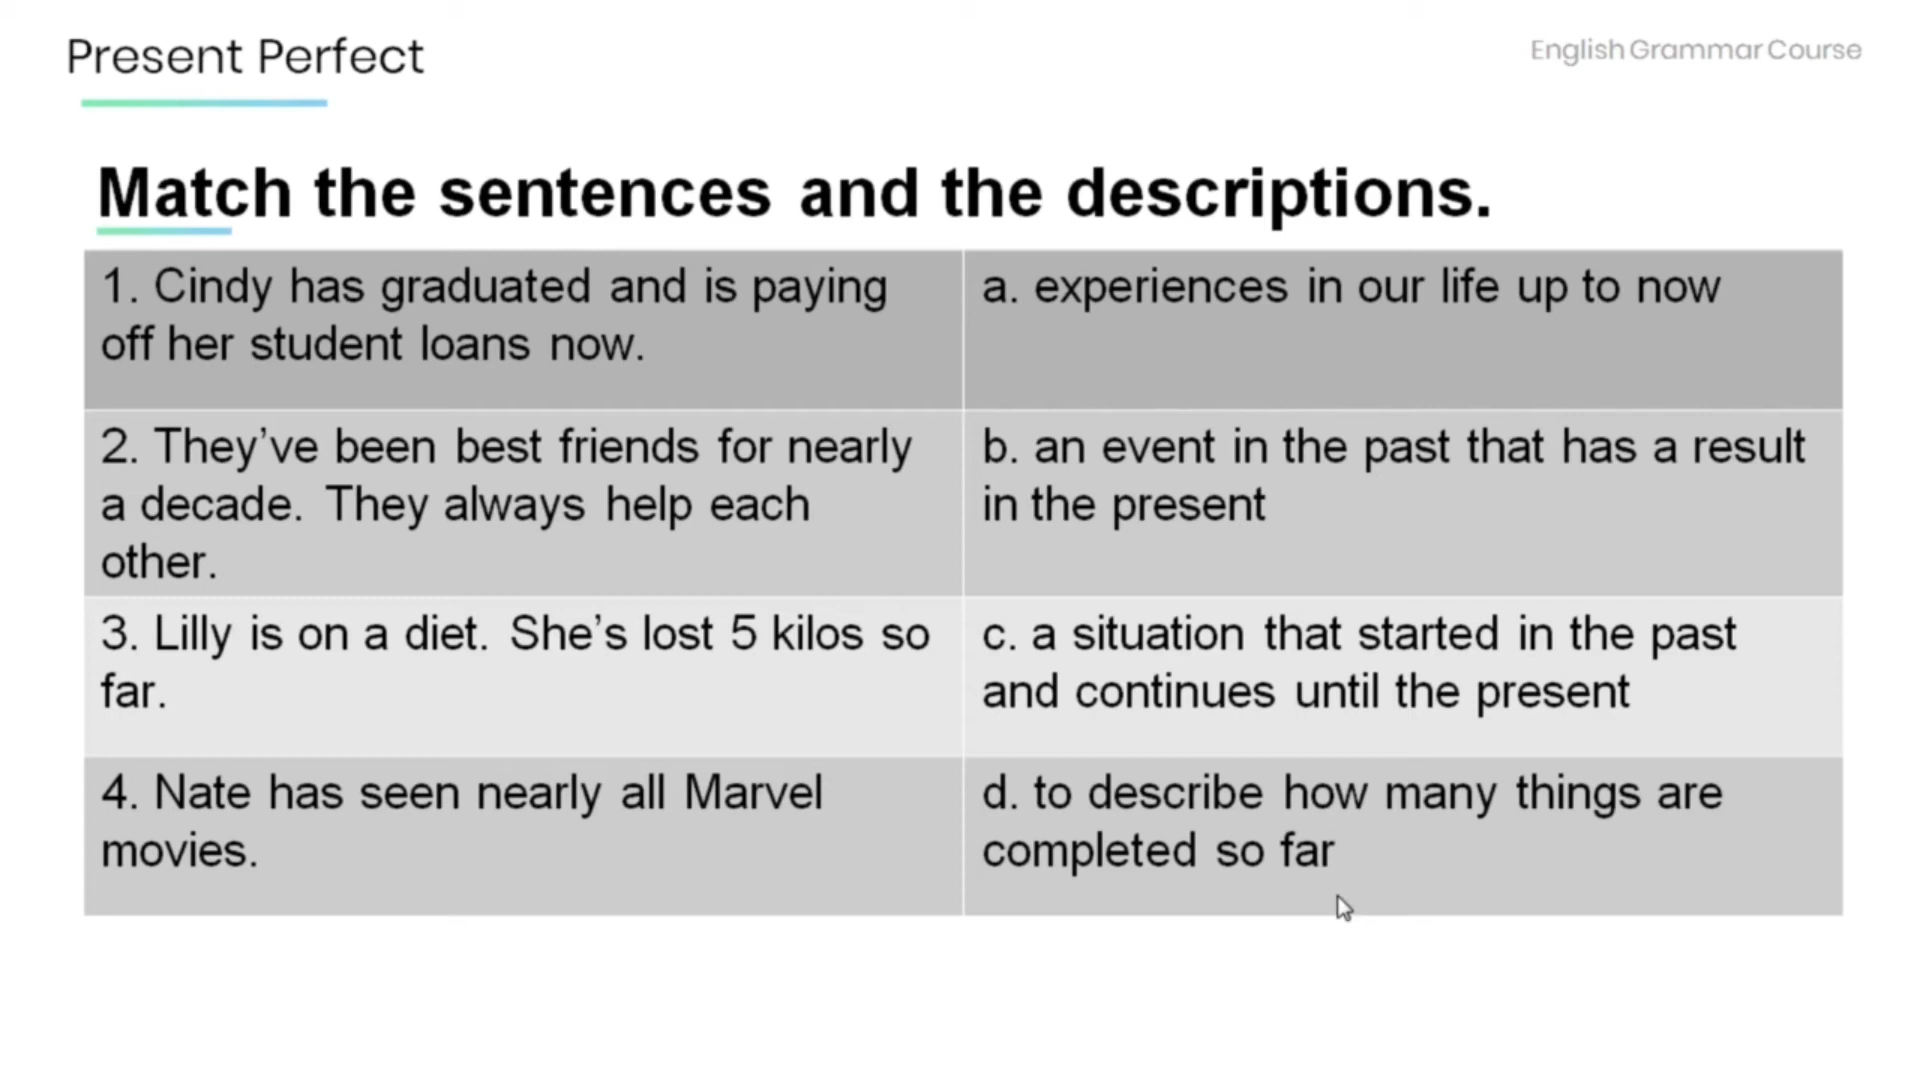 Present Perfect
English Grammar Course
Match the sentences and the descriptions.
1. Cindy has graduated and is paying
off her student loans now.
a. experiences in our life up to now
2. They’ve been best friends for nearly
a decade. They always help each
other.
b. an event in the past that has a result
in the present
3. Lilly is on a diet. She’s lost 5 kilos so
far.
c. a situation that started in the past
and continues until the present
4. Nate has seen nearly all Marvel
movies.
d. to describe how many things are
completed so far